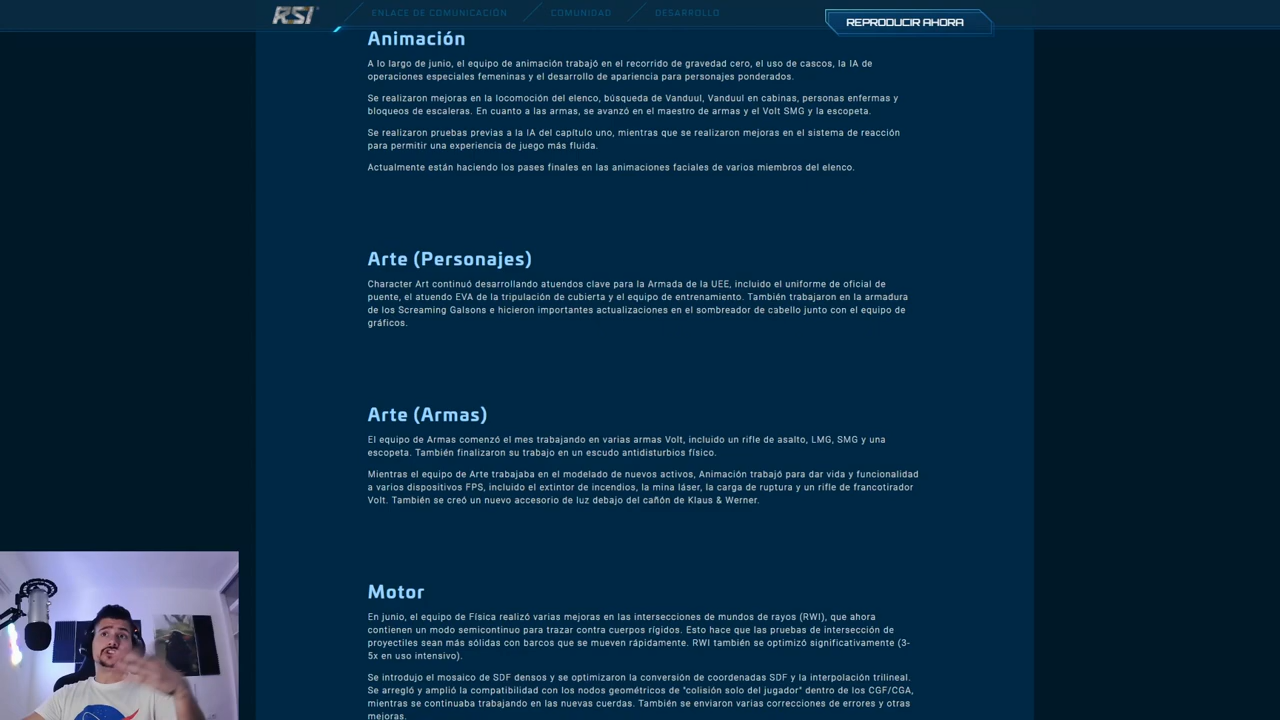 RSI
ENLACE DE COMUNICACIÓN
COMUNIDAD
DESARROLLO
REPRODUCIR AHORA
Animación
A lo largo de junio, el equipo de animación trabajó en el recorrido de gravedad cero, el uso de cascos, la IA de
operaciones especiales femeninas y el desarrollo de apariencia para personajes ponderados.
Se realizaron mejoras en la locomoción del elenco, búsqueda de Vanduul, Vanduul en cabinas, personas enfermas y
bloqueos de escaleras. En cuanto a las armas, se avanzó en el maestro de armas y el Volt SMG y la escopeta.
Se realizaron pruebas previas a la IA del capítulo uno, mientras que se realizaron mejoras en el sistema de reacción
para permitir una experiencia de juego más fluida.
Actualmente están haciendo los pases finales en las animaciones faciales de varios miembros del elenco.
Arte (Personajes)
Character Art continuó desarrollando atuendos clave para la Armada de la UEE, incluido el uniforme de oficial de
puente, el atuendo EVA de la tripulación de cubierta y el equipo de entrenamiento. También trabajaron en la armadura
de los Screaming Galsons e hicieron importantes actualizaciones en el sombreador de cabello junto con el equipo de
gráficos.
Arte (Armas)
El equipo de Armas comenzó el mes trabajando en varias armas Volt, incluido un rifle de asalto, LMG, SMG y una
escopeta. También finalizaron su trabajo en un escudo antidisturbios físico.
Mientras el equipo de Arte trabajaba en el modelado de nuevos activos, Animación trabajó para dar vida y funcionalidad
a varios dispositivos FPS, incluido el extintor de incendios, la mina láser, la carga de ruptura y un rifle de francotirador
Volt. También se creó un nuevo accesorio de luz debajo del cañón de Klaus & Werner.
Motor
En junio, el equipo de Física realizó varias mejoras en las intersecciones de mundos de rayos (RWI), que ahora
contienen un modo semicontinuo para trazar contra cuerpos rígidos. Esto hace que las pruebas de intersección de
proyectiles sean más sólidas con barcos que se mueven rápidamente. RWI también se optimizó significativamente (3-
5x en uso intensivo).
Se introdujo el mosaico de SDF densos y se optimizaron la conversión de coordenadas SDF y la interpolación trilineal.
Se arregló y amplió la compatibilidad con los nodos geométricos de "colisión solo del jugador" dentro de los CGF/CGA,
mientras se continuaba trabajando en las nuevas cuerdas. También se enviaron varias correcciones de errores y otras
mejoras.